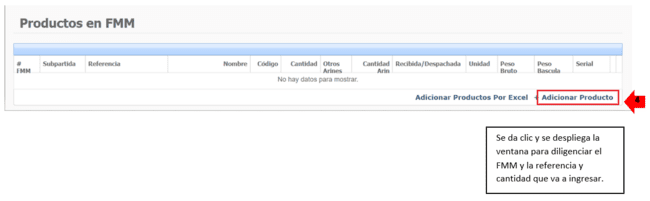 Productos en FMM
# FMM Subpartida Referencia Nombre Código Cantidad Otros Arines Cantidad Arin Recibida/Despachada Unidad Peso Bruto Peso Bascula Serial
No hay datos para mostrar.
Adicionar Productos Por Excel + Adicionar Producto
4
Se da clic y se despliega la
ventana para diligenciar el
FMM y la referencia y
cantidad que va a ingresar.